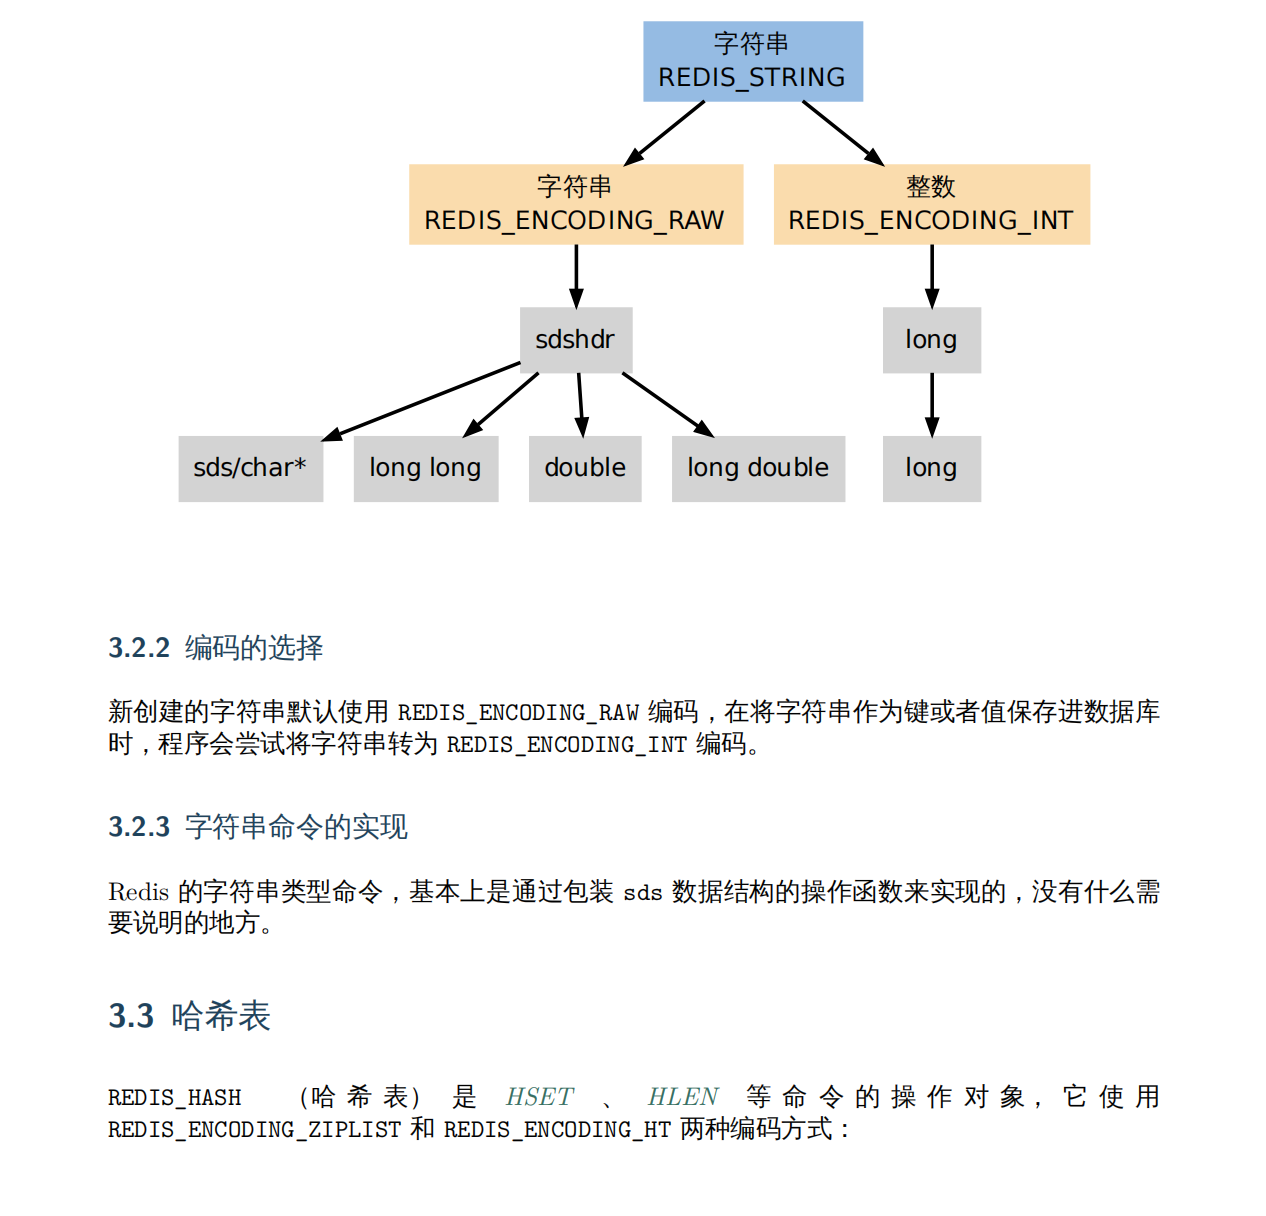 字符串
REDIS_STRING
字符串
REDIS_ENCODING_RAW
整数
REDIS_ENCODING_INT
sdshdr
long
sds/char*
long long
double
long double
long
3.2.2 编码的选择
新创建的字符串默认使用 REDIS_ENCODING_RAW 编码，在将字符串作为键或者值保存进数据库
时，程序会尝试将字符串转为 REDIS_ENCODING_INT 编码。
3.2.3 字符串命令的实现
Redis 的字符串类型命令，基本上是通过包装 sds 数据结构的操作函数来实现的，没有什么需
要说明的地方。
3.3 哈希表
REDIS_HASH （哈希表）是 HSET 、 HLEN 等命令的操作对象，它使用
REDIS_ENCODING_ZIPLIST 和 REDIS_ENCODING_HT 两种编码方式：